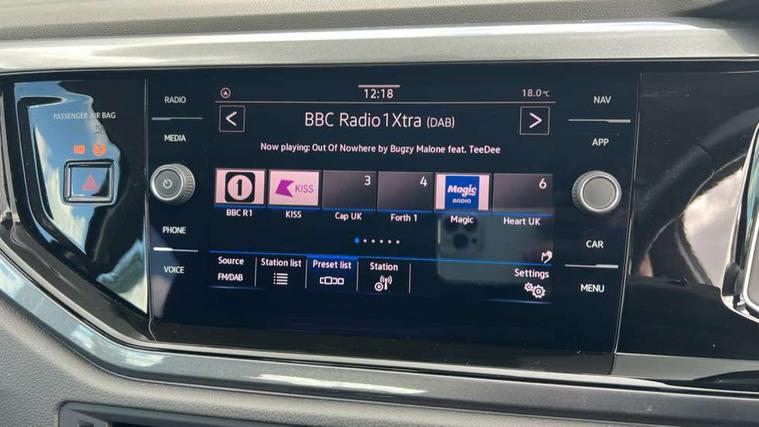 12:18
18.0°C
PASSENGER AIR BAG
RADIO
MEDIA
PHONE
VOICE
< BBC Radio 1Xtra (DAB) >
Now playing: Out Of Nowhere by Bugzy Malone feat. TeeDee
1
KISS
3
4
Magic
RADIO
6
BBC R1
KISS
Cap UK
Forth 1
Magic
Heart UK
Source
FM/DAB
Station list
Preset list
Station
Settings
NAV
APP
CAR
MENU